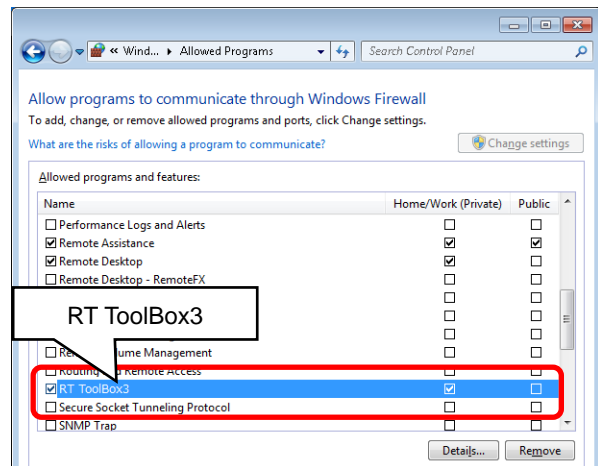 « Wind... ▸ Allowed Programs
Search Control Panel
Allow programs to communicate through Windows Firewall
To add, change, or remove allowed programs and ports, click Change settings.
What are the risks of allowing a program to communicate?
Change settings
Allowed programs and features:
Name Home/Work (Private) Public
Performance Logs and Alerts
Remote Assistance
Remote Desktop
Remote Desktop - RemoteFX
RT ToolBox3
Management
Remote Access
RT ToolBox3
Secure Socket Tunneling Protocol
SNMP Trap
Details... Remove